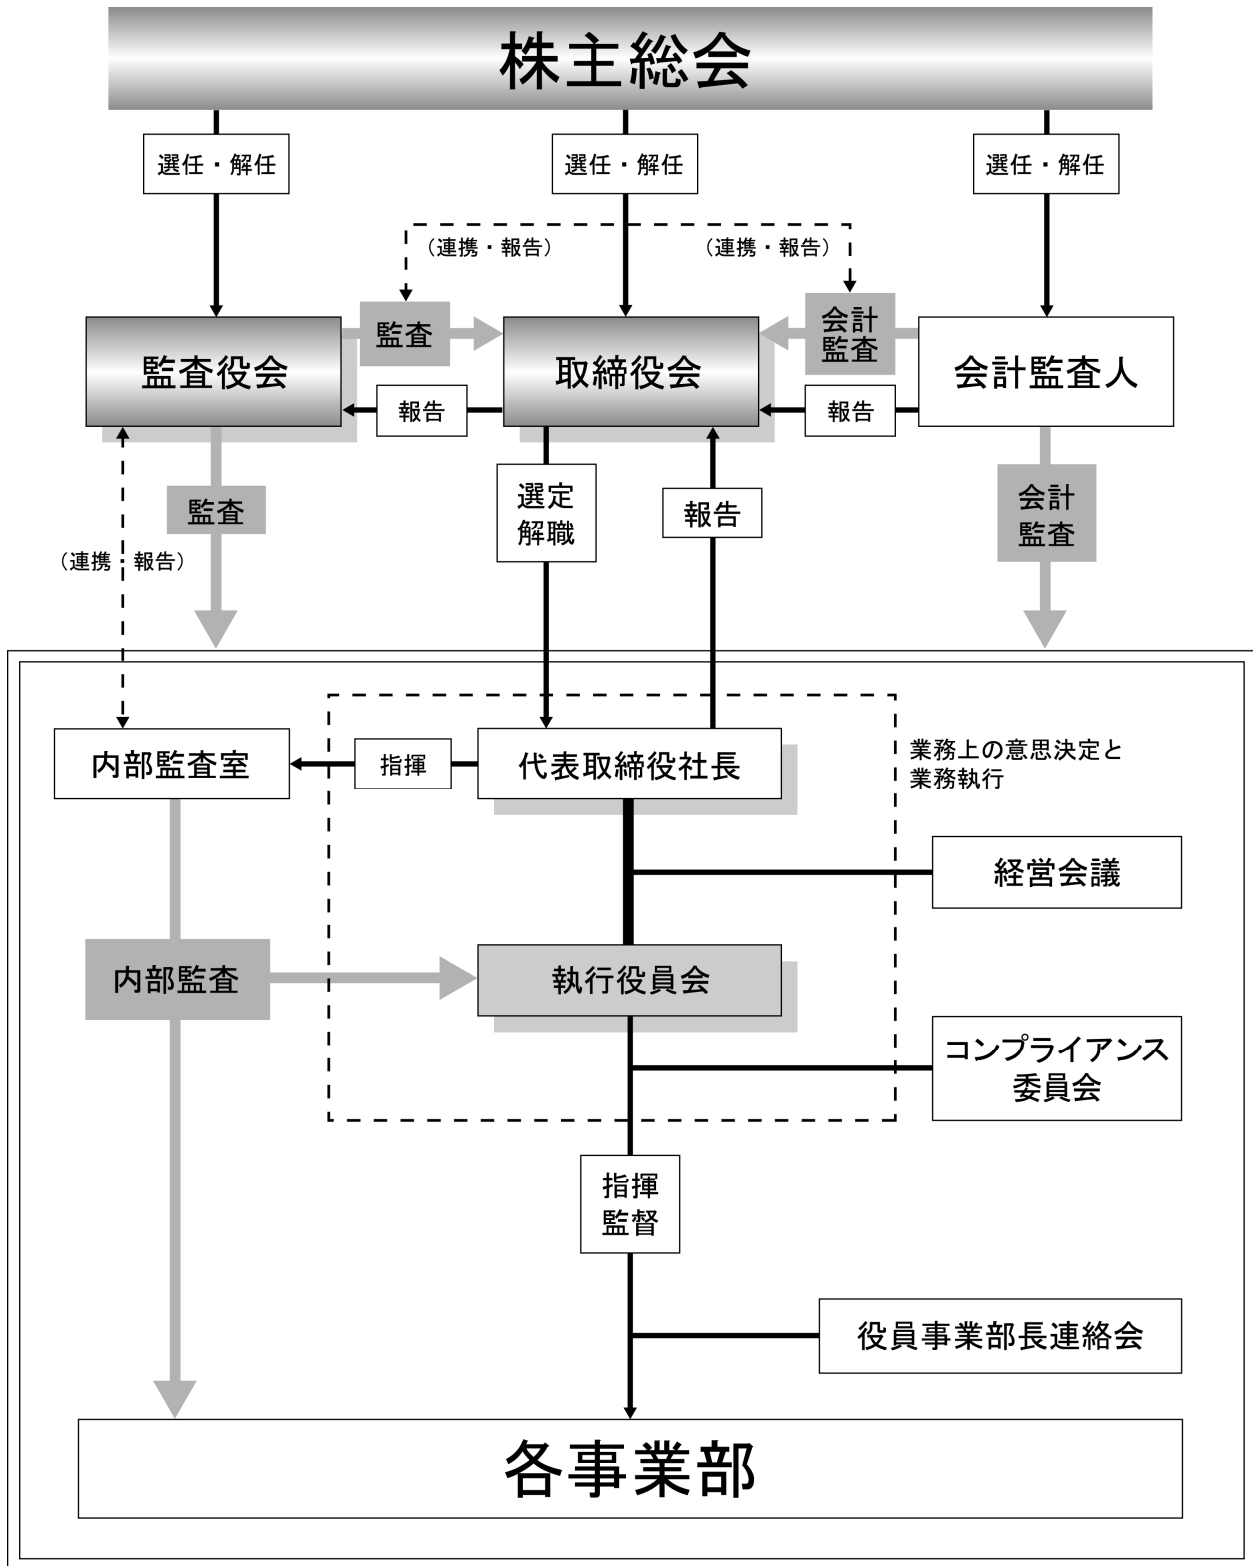 株主総会
選任・解任
選任・解任
選任・解任
（連携・報告）
（連携・報告）
監査
会計
監査
監査役会
取締役会
会計監査人
報告
報告
監査
選定
解職
報告
会計
監査
（連携・報告）
内部監査室
指揮
代表取締役社長
業務上の意思決定と
業務執行
経営会議
内部監査
執行役員会
コンプライアンス
委員会
指揮
監督
役員事業部長連絡会
各事業部